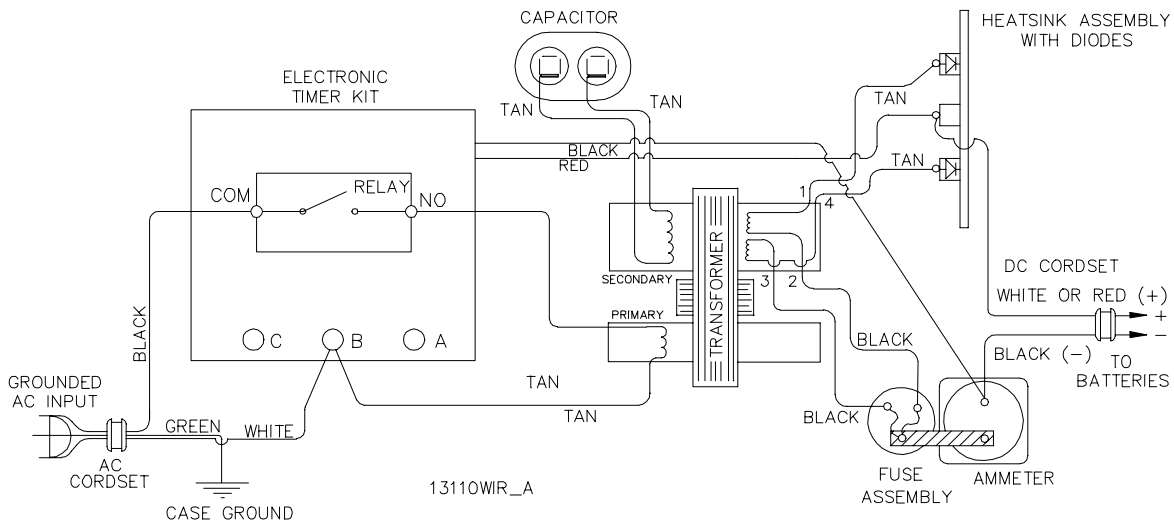 CAPACITOR
HEATSINK ASSEMBLY
WITH DIODES
ELECTRONIC
TIMER KIT
TAN
TAN
TAN
BLACK
RED
TAN
COM
RELAY
NO
1
4
TRANSFORMER
SECONDARY
3
2
PRIMARY
DC CORDSET
WHITE OR RED (+)
+
-
BLACK (-)
TO
BATTERIES
BLACK
C
B
A
BLACK
GROUNDED
AC INPUT
TAN
TAN
BLACK
GREEN
WHITE
AC
CORDSET
CASE GROUND
13110WIR_A
FUSE
ASSEMBLY
AMMETER